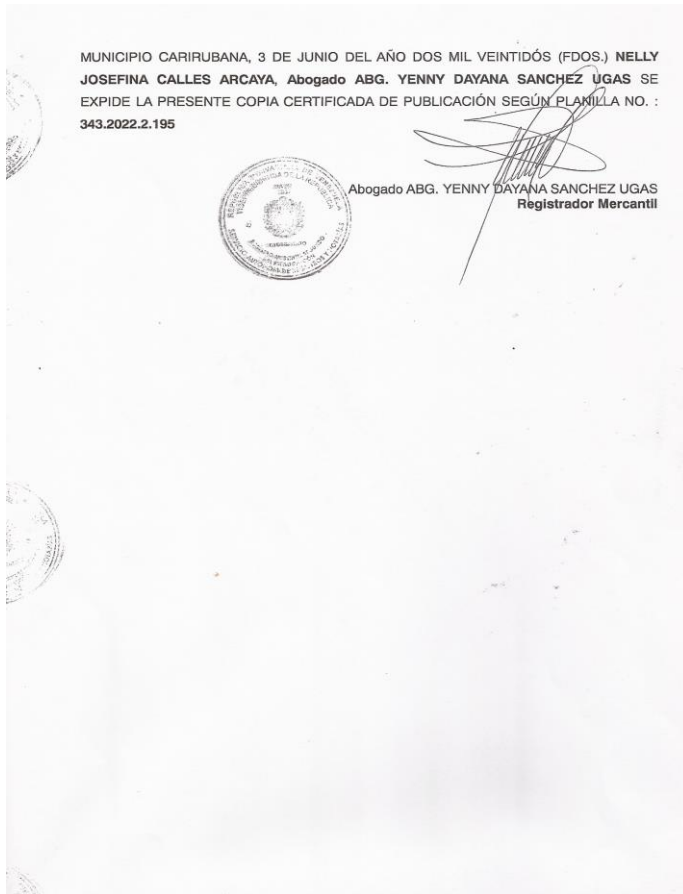 MUNICIPIO CARIRUBANA, 3 DE JUNIO DEL AÑO DOS MIL VEINTIDÓS (FDOS.) NELLY
JOSEFINA CALLES ARCAYA, Abogado ABG. YENNY DAYANA SANCHEZ UGAS SE
EXPIDE LA PRESENTE COPIA CERTIFICADA DE PUBLICACIÓN SEGÚN PLANILLA NO. :
343.2022.2.195
Abogado ABG. YENNY DAYANA SANCHEZ UGAS
Registrador Mercantil